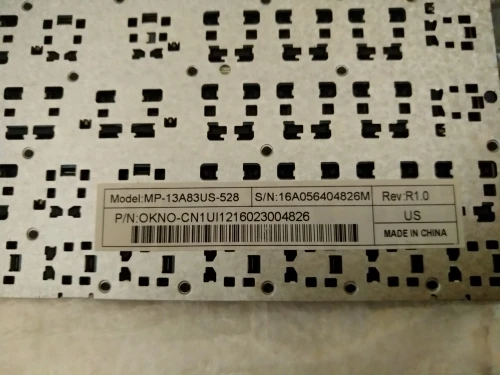 Model:MP-13A83US-528 S/N:16A056404826M Rev:R1.0
P/N:OKNO-CN1UI1216023004826 US
MADE IN CHINA